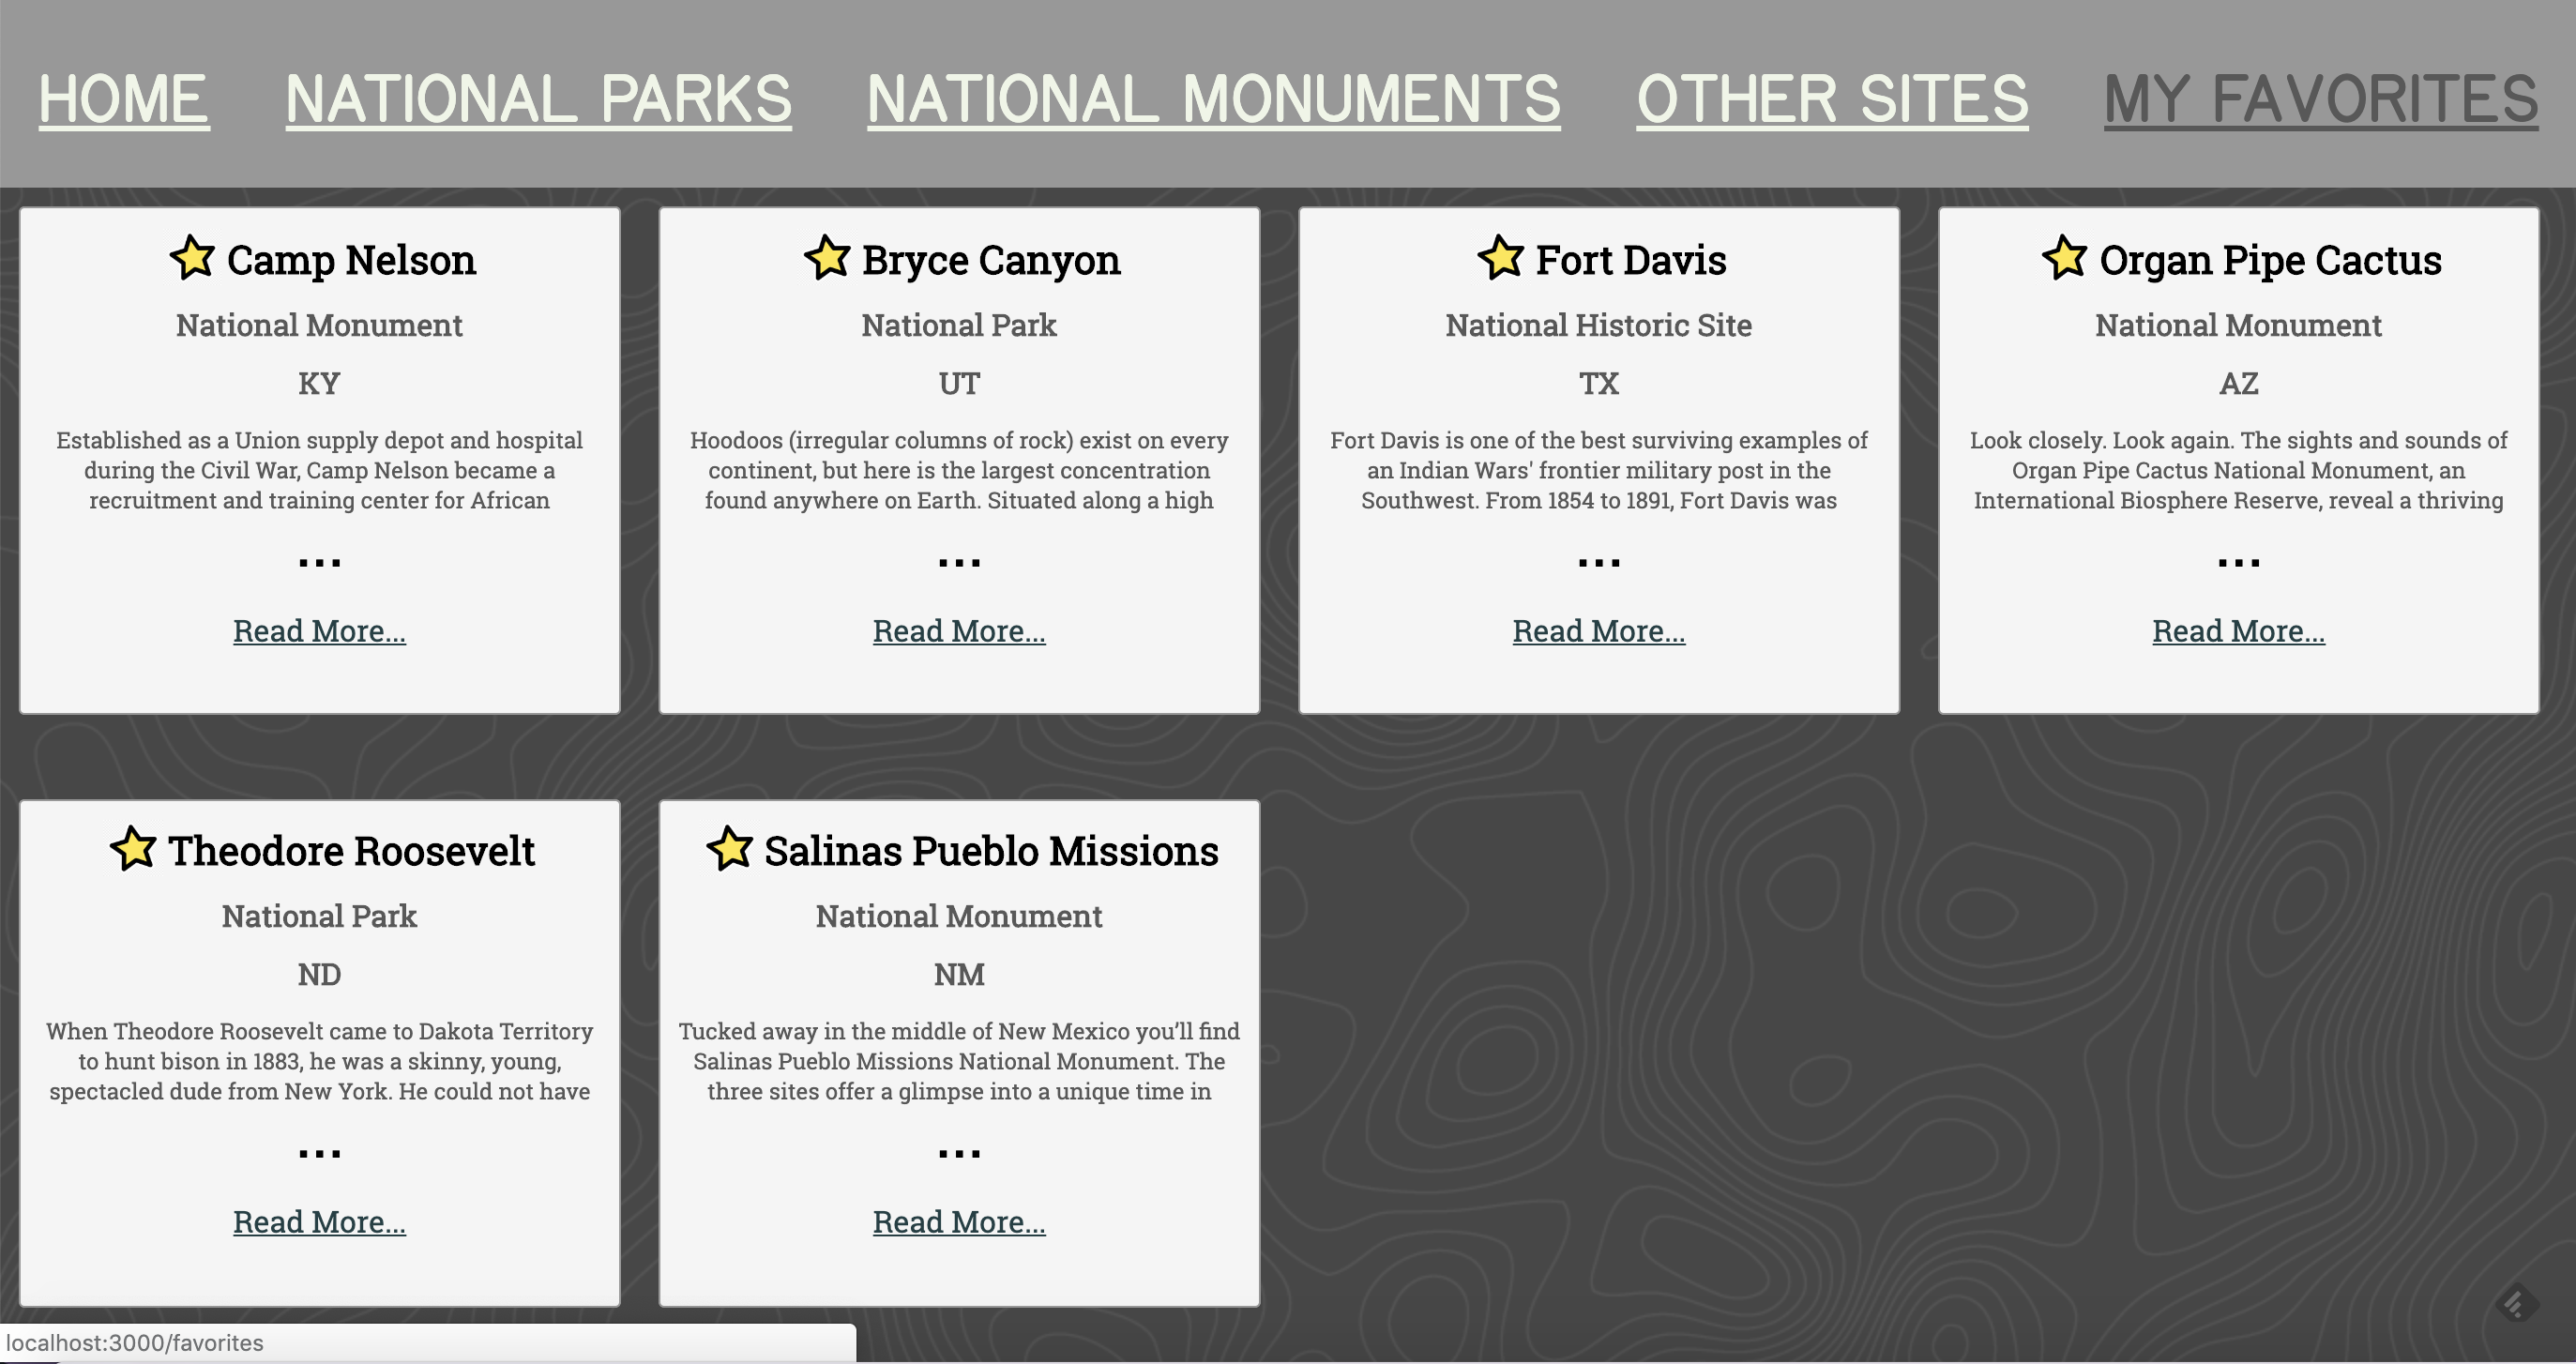 HOME NATIONAL PARKS NATIONAL MONUMENTS OTHER SITES MY FAVORITES
Camp Nelson
National Monument
KY
Established as a Union supply depot and hospital
during the Civil War, Camp Nelson became a
recruitment and training center for African
...
Read More...
Bryce Canyon
National Park
UT
Hoodoos (irregular columns of rock) exist on every
continent, but here is the largest concentration
found anywhere on Earth. Situated along a high
...
Read More...
Fort Davis
National Historic Site
TX
Fort Davis is one of the best surviving examples of
an Indian Wars' frontier military post in the
Southwest. From 1854 to 1891, Fort Davis was
...
Read More...
Organ Pipe Cactus
National Monument
AZ
Look closely. Look again. The sights and sounds of
Organ Pipe Cactus National Monument, an
International Biosphere Reserve, reveal a thriving
...
Read More...
Theodore Roosevelt
National Park
ND
When Theodore Roosevelt came to Dakota Territory
to hunt bison in 1883, he was a skinny, young,
spectacled dude from New York. He could not have
...
Read More...
Salinas Pueblo Missions
National Monument
NM
Tucked away in the middle of New Mexico you’ll find
Salinas Pueblo Missions National Monument. The
three sites offer a glimpse into a unique time in
...
Read More...
localhost:3000/favorites